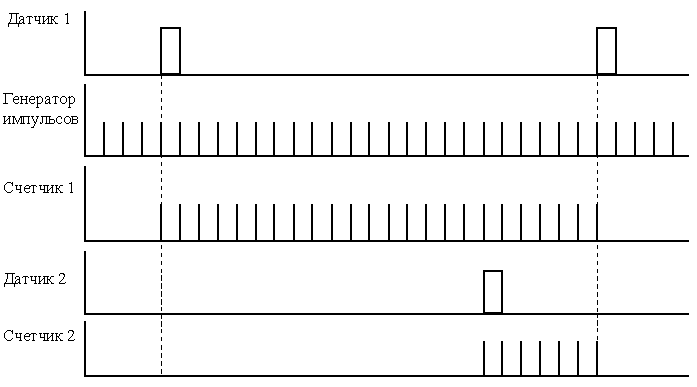 Датчик 1
Генератор
импульсов
Счетчик 1
Датчик 2
Счетчик 2